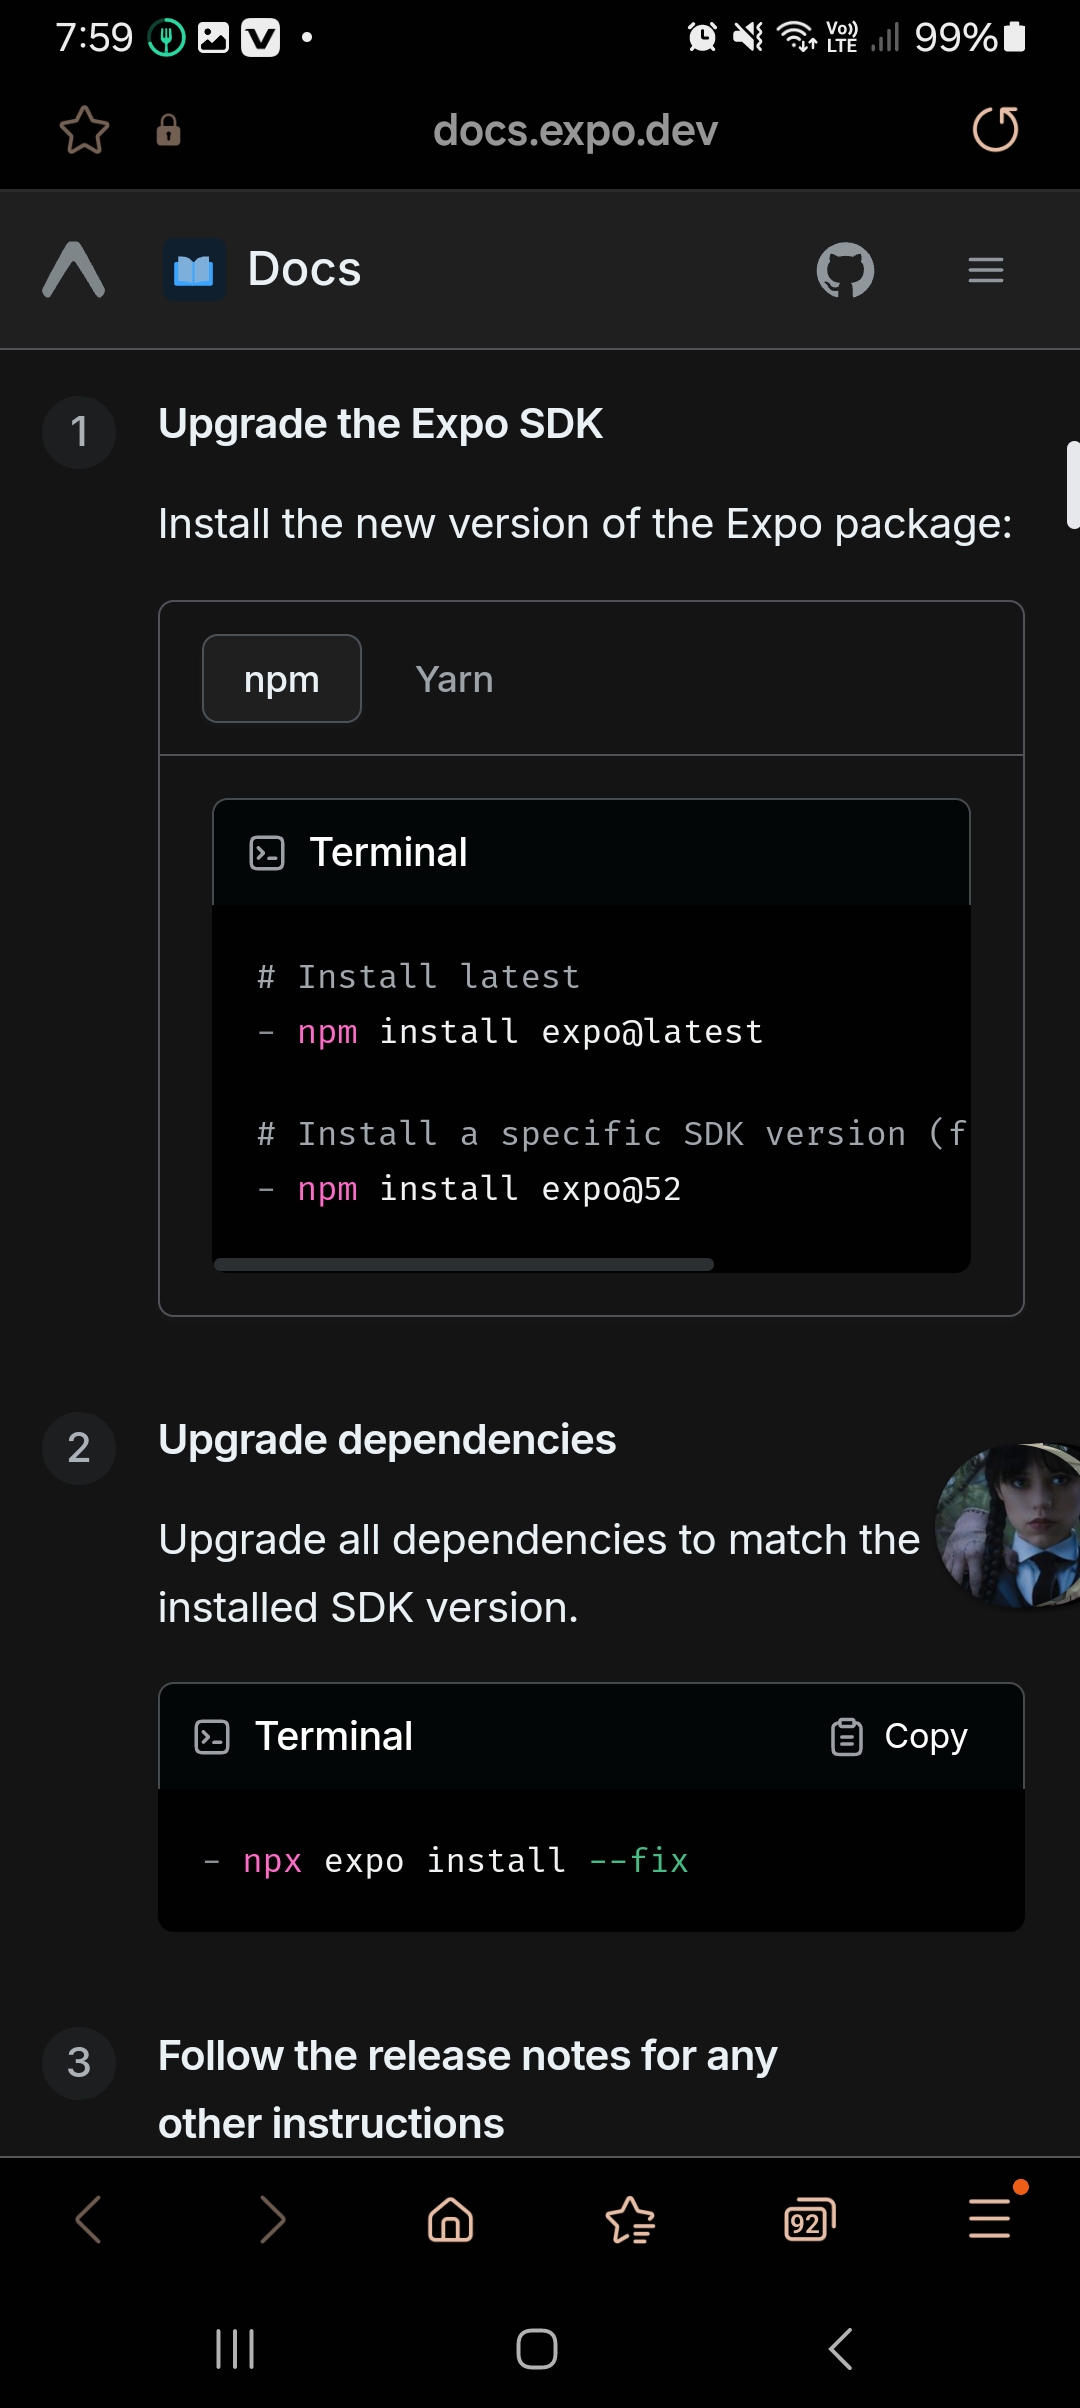 7:59
Vo))
LTE
99%
docs.expo.dev
Docs
1
Upgrade the Expo SDK
Install the new version of the Expo package:
npm
Yarn
Terminal
# Install latest
- npm install expo@latest
# Install a specific SDK version (f
- npm install expo@52
2
Upgrade dependencies
Upgrade all dependencies to match the
installed SDK version.
Terminal
Copy
- npx expo install --fix
3
Follow the release notes for any
other instructions
92